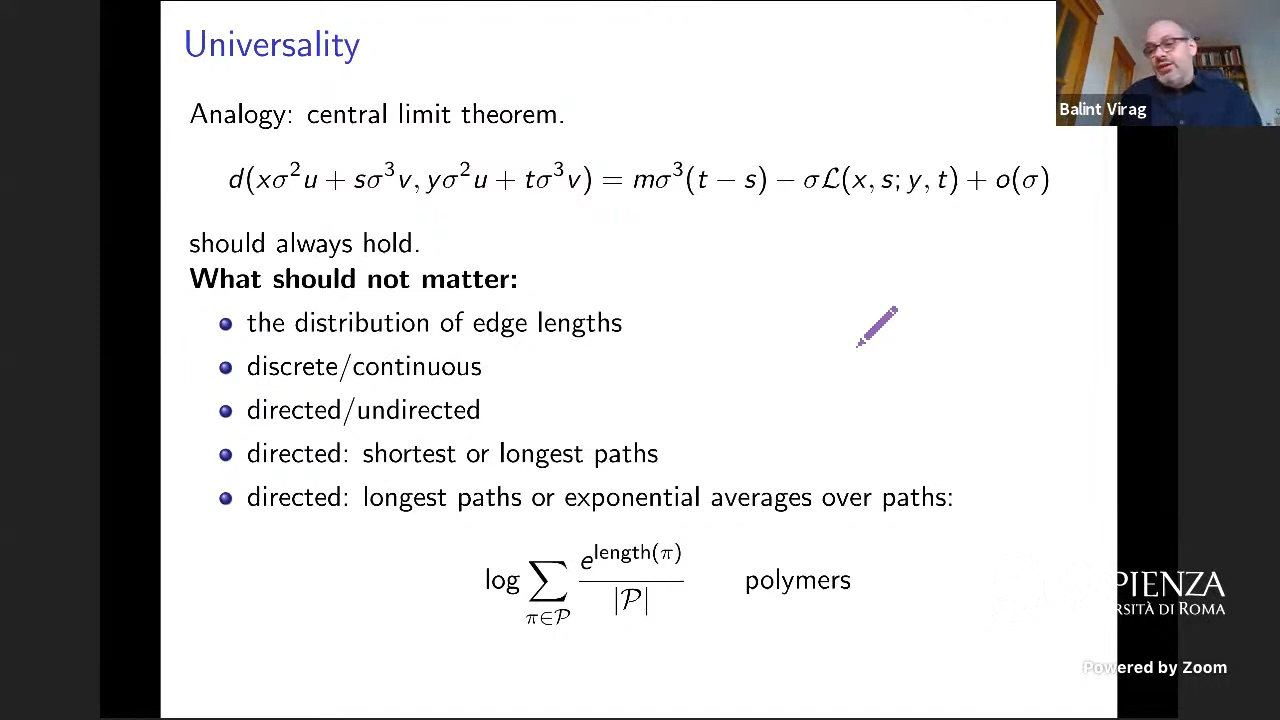 Universality
Balint Virag
Analogy: central limit theorem.
d(xσ²u + sσ³v, yσ²u + tσ³v) = mσ³(t − s) − σℒ(x, s; y, t) + o(σ)
should always hold.
What should not matter:
the distribution of edge lengths
discrete/continuous
directed/undirected
directed: shortest or longest paths
directed: longest paths or exponential averages over paths:
log ∑_{π∈𝒫} e^{length(π)} / |𝒫| polymers
PIENZA
RSITÀ DI ROMA
Powered by Zoom